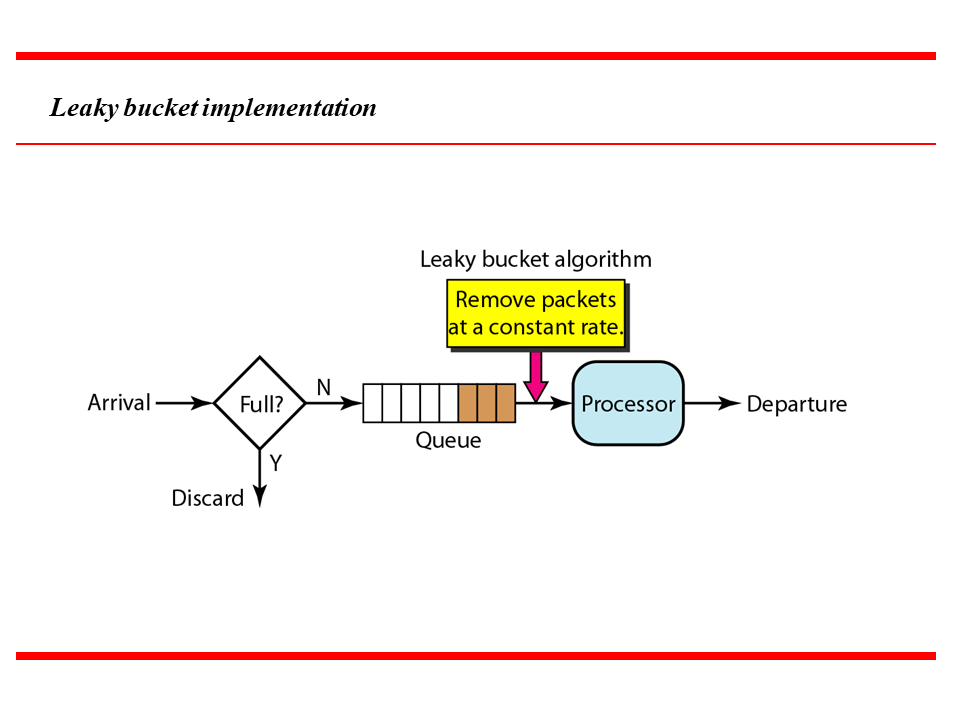 Leaky bucket implementation
Leaky bucket algorithm
Remove packets
at a constant rate.
Arrival
Full?
N
Queue
Processor
Departure
Y
Discard